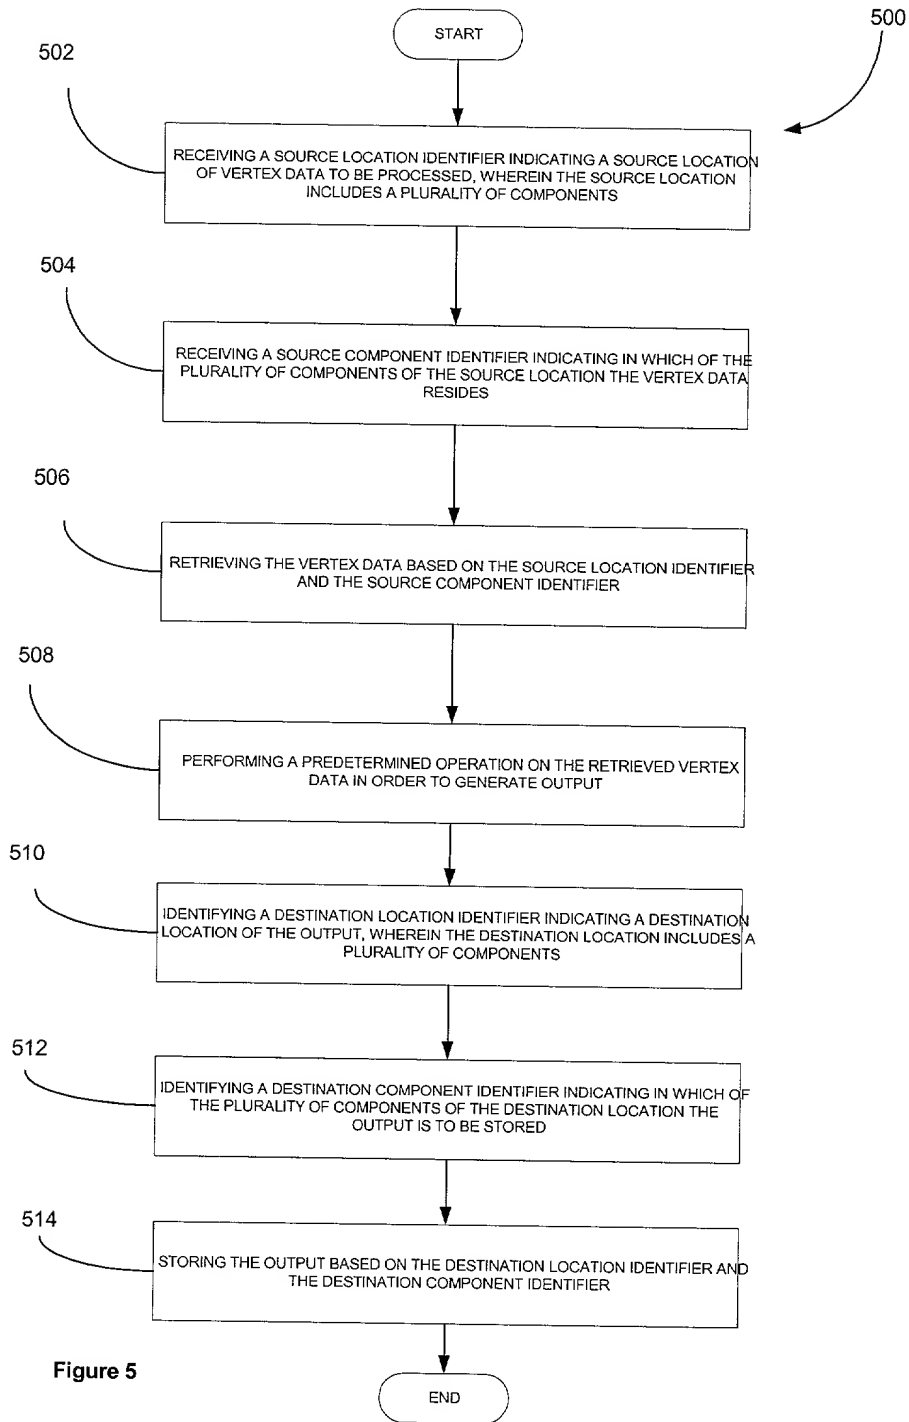 START
500
502
RECEIVING A SOURCE LOCATION IDENTIFIER INDICATING A SOURCE LOCATION
OF VERTEX DATA TO BE PROCESSED, WHEREIN THE SOURCE LOCATION
INCLUDES A PLURALITY OF COMPONENTS
504
RECEIVING A SOURCE COMPONENT IDENTIFIER INDICATING IN WHICH OF THE
PLURALITY OF COMPONENTS OF THE SOURCE LOCATION THE VERTEX DATA
RESIDES
506
RETRIEVING THE VERTEX DATA BASED ON THE SOURCE LOCATION IDENTIFIER
AND THE SOURCE COMPONENT IDENTIFIER
508
PERFORMING A PREDETERMINED OPERATION ON THE RETRIEVED VERTEX
DATA IN ORDER TO GENERATE OUTPUT
510
IDENTIFYING A DESTINATION LOCATION IDENTIFIER INDICATING A DESTINATION
LOCATION OF THE OUTPUT, WHEREIN THE DESTINATION LOCATION INCLUDES A
PLURALITY OF COMPONENTS
512
IDENTIFYING A DESTINATION COMPONENT IDENTIFIER INDICATING IN WHICH OF
THE PLURALITY OF COMPONENTS OF THE DESTINATION LOCATION THE
OUTPUT IS TO BE STORED
514
STORING THE OUTPUT BASED ON THE DESTINATION LOCATION IDENTIFIER AND
THE DESTINATION COMPONENT IDENTIFIER
Figure 5
END